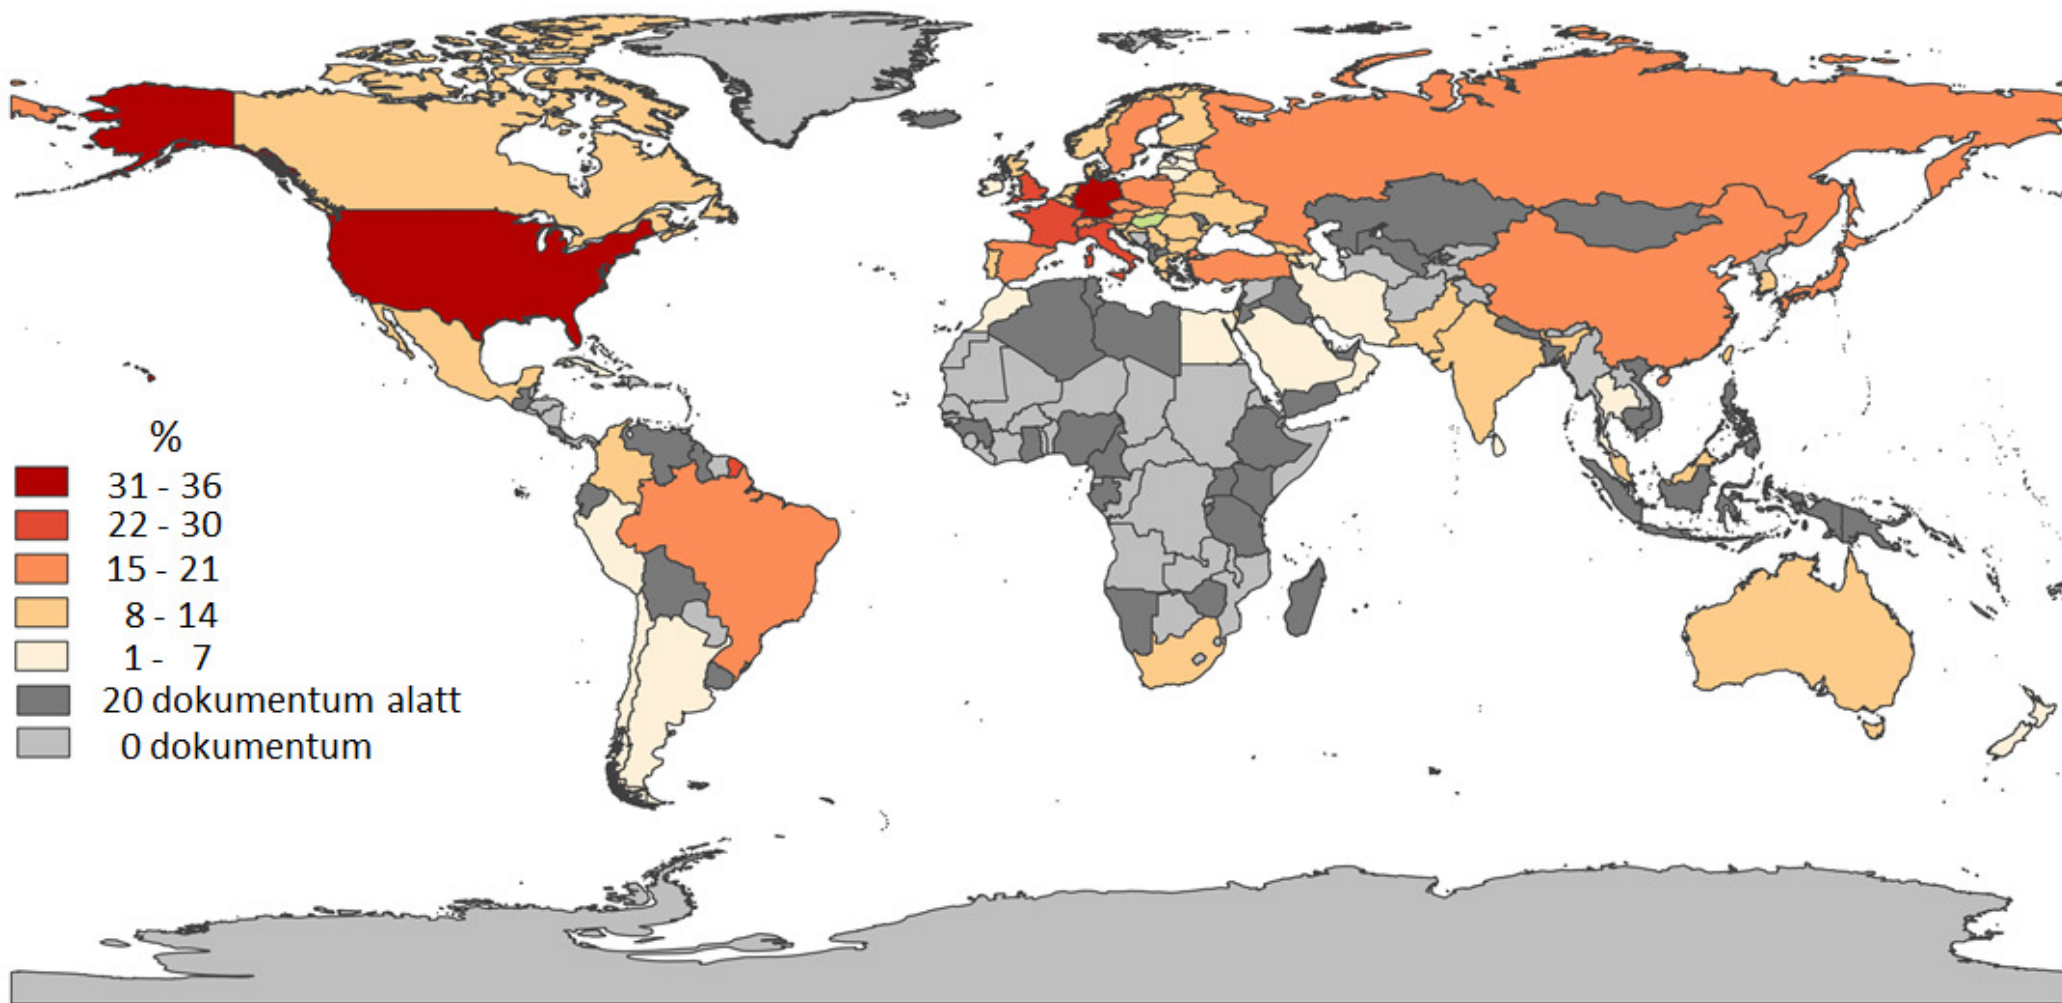 %
31 - 36
22 - 30
15 - 21
8 - 14
1 - 7
20 dokumentum alatt
0 dokumentum